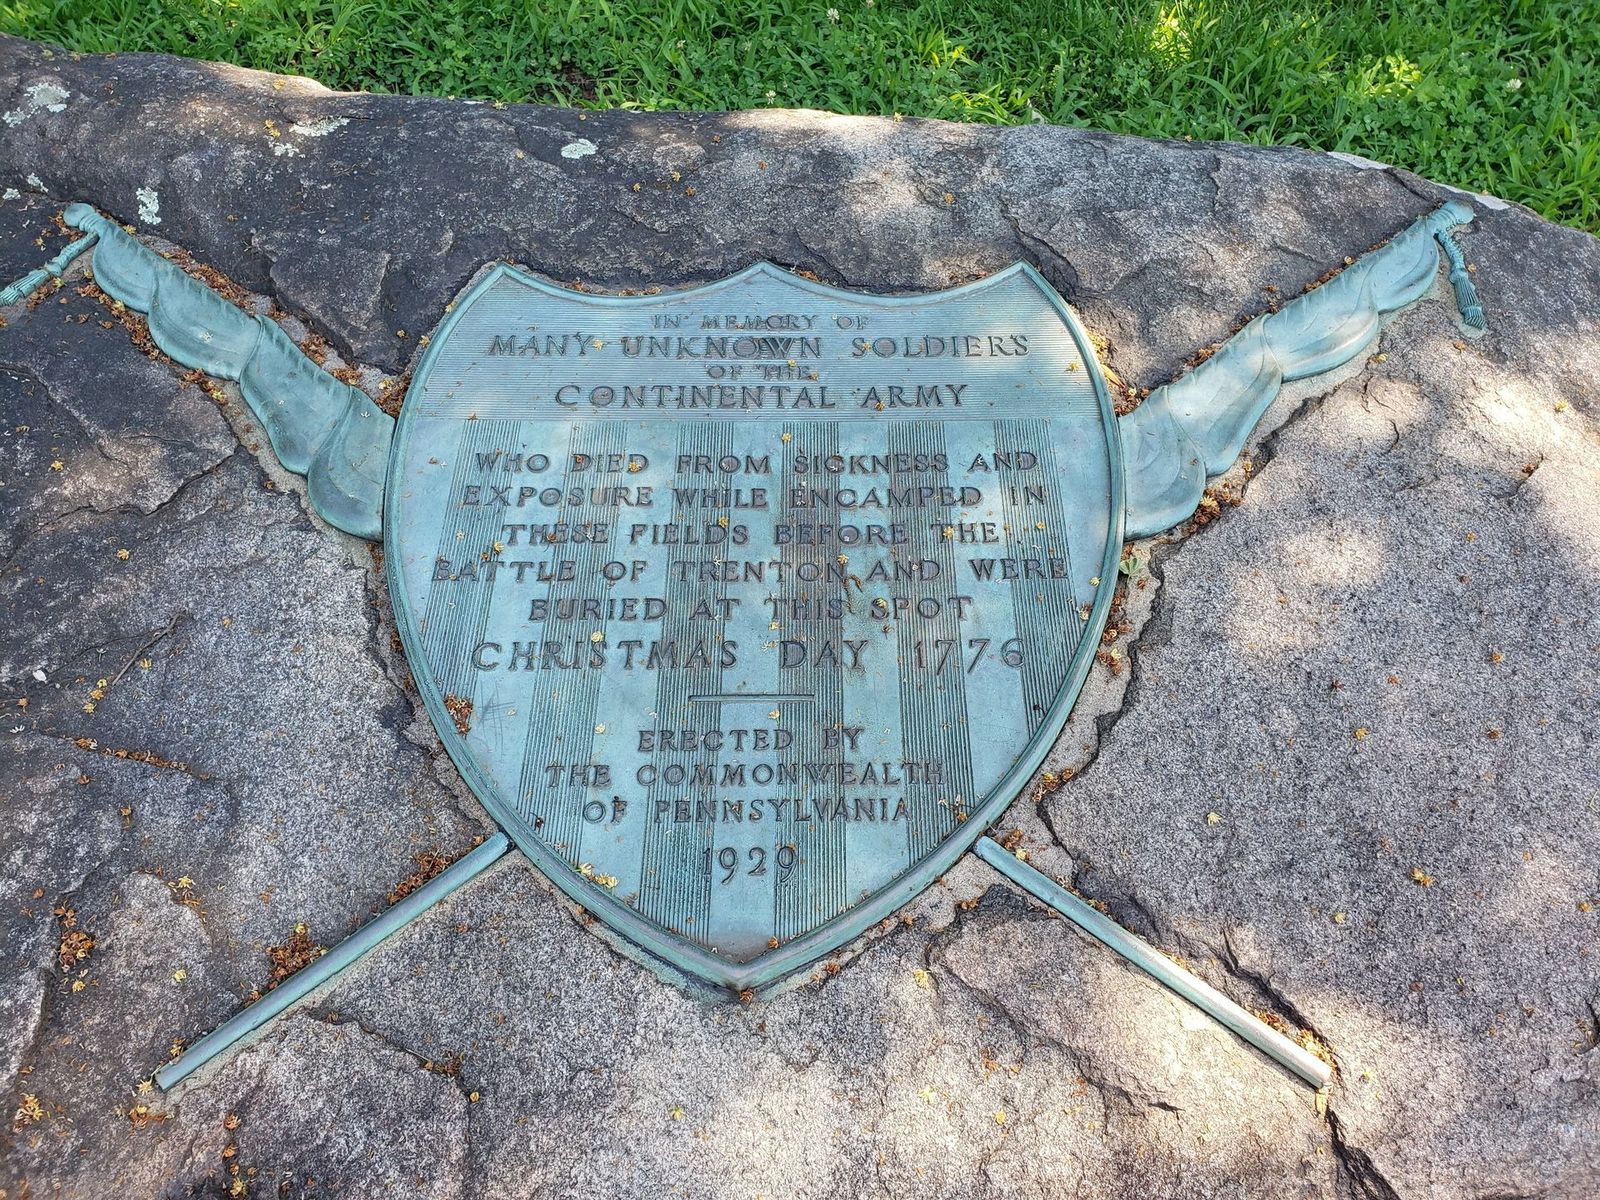 IN MEMORY OF
MANY UNKNOWN SOLDIERS
OF THE
CONTINENTAL ARMY
WHO DIED FROM SICKNESS AND
EXPOSURE WHILE ENCAMPED IN
THESE FIELDS BEFORE THE
BATTLE OF TRENTON AND WERE
BURIED AT THIS SPOT
CHRISTMAS DAY 1776
ERECTED BY
THE COMMONWEALTH
OF PENNSYLVANIA
1929